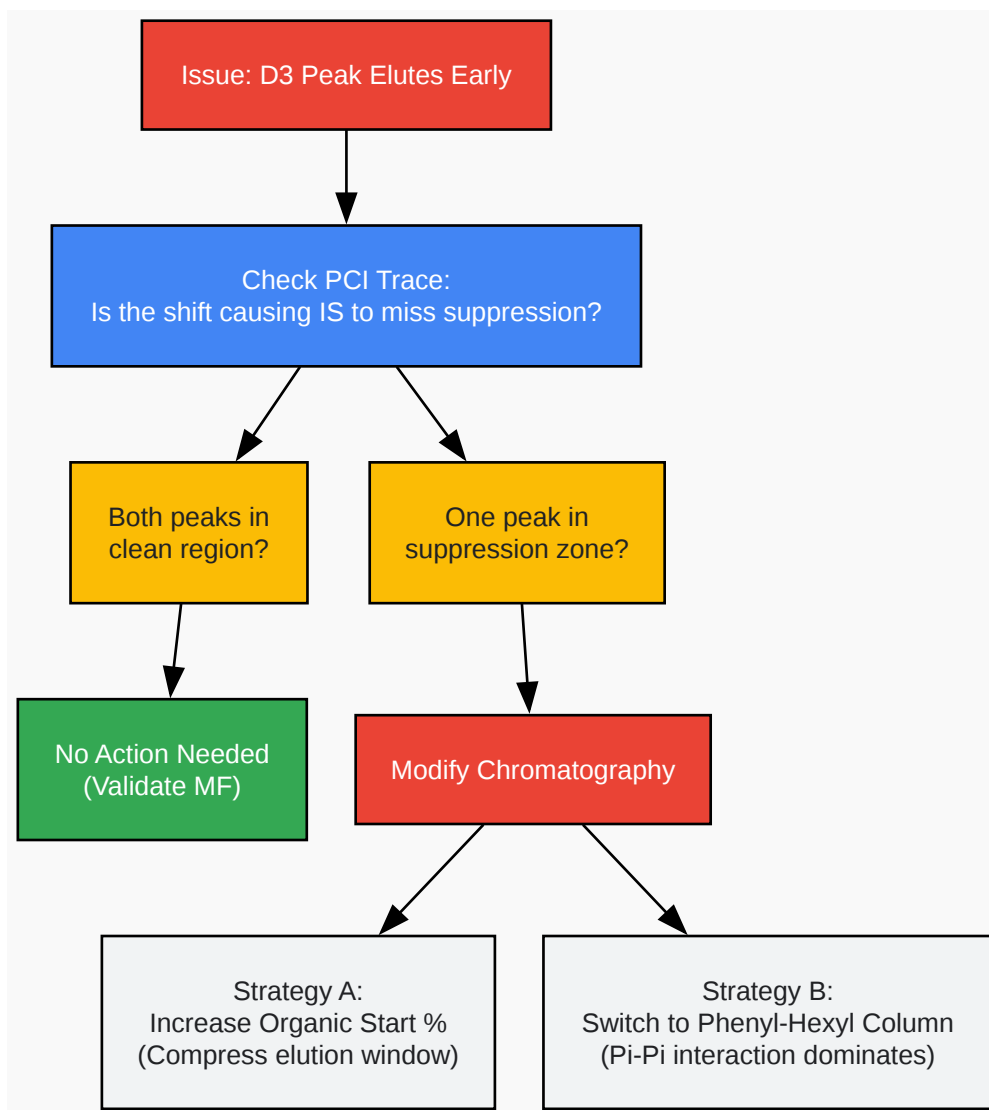 Issue: D3 Peak Elutes Early
Check PCI Trace:
Is the shift causing IS to miss suppression?
Both peaks in
clean region?
One peak in
suppression zone?
No Action Needed
(Validate MF)
Modify Chromatography
Strategy A:
Increase Organic Start %
(Compress elution window)
Strategy B:
Switch to Phenyl-Hexyl Column
(Pi-Pi interaction dominates)